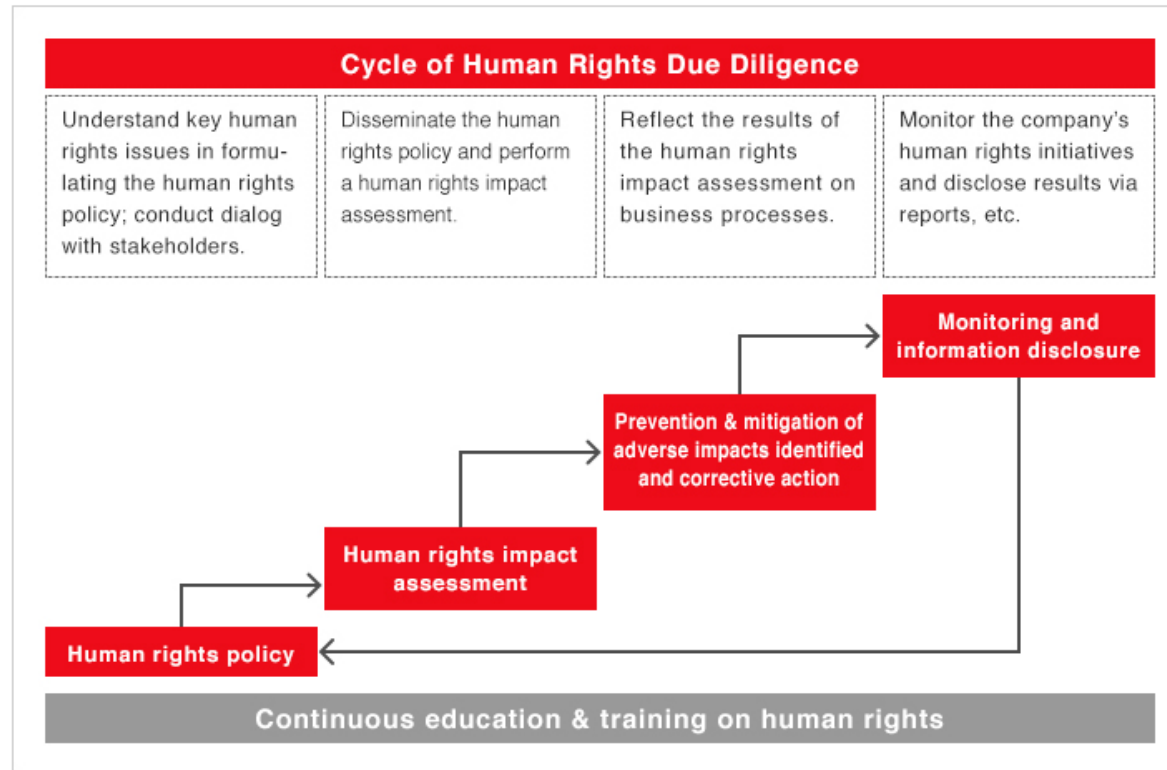 Cycle of Human Rights Due Diligence
Understand key human
rights issues in formu-
lating the human rights
policy; conduct dialog
with stakeholders.
Disseminate the human
rights policy and perform
a human rights impact
assessment.
Reflect the results of
the human rights
impact assessment on
business processes.
Monitor the company's
human rights initiatives
and disclose results via
reports, etc.
Monitoring and
information disclosure
Prevention & mitigation of
adverse impacts identified
and corrective action
Human rights impact
assessment
Human rights policy
Continuous education & training on human rights